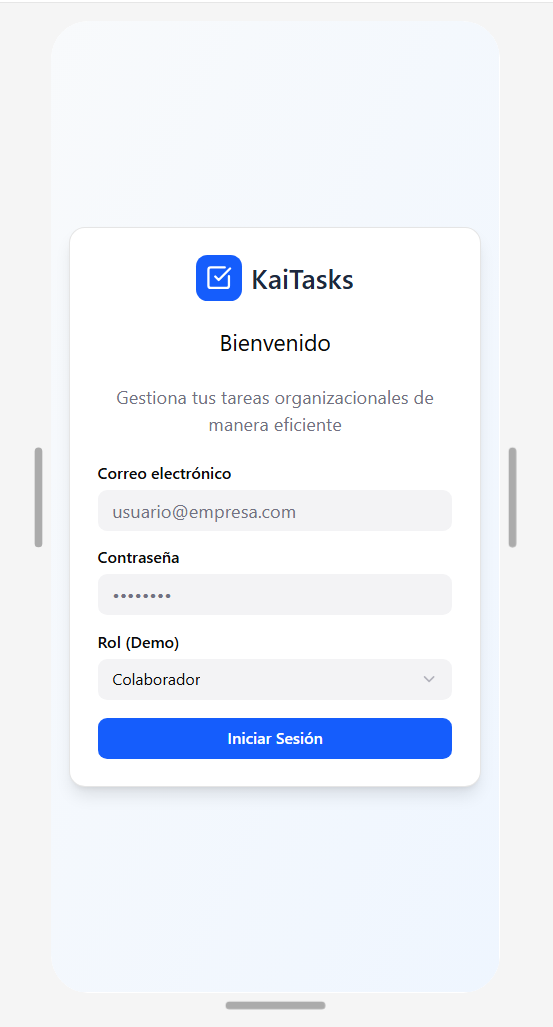 KaiTasks
Bienvenido
Gestiona tus tareas organizacionales de
manera eficiente
Correo electrónico
usuario@empresa.com
Contraseña
••••••••
Rol (Demo)
Colaborador
Iniciar Sesión